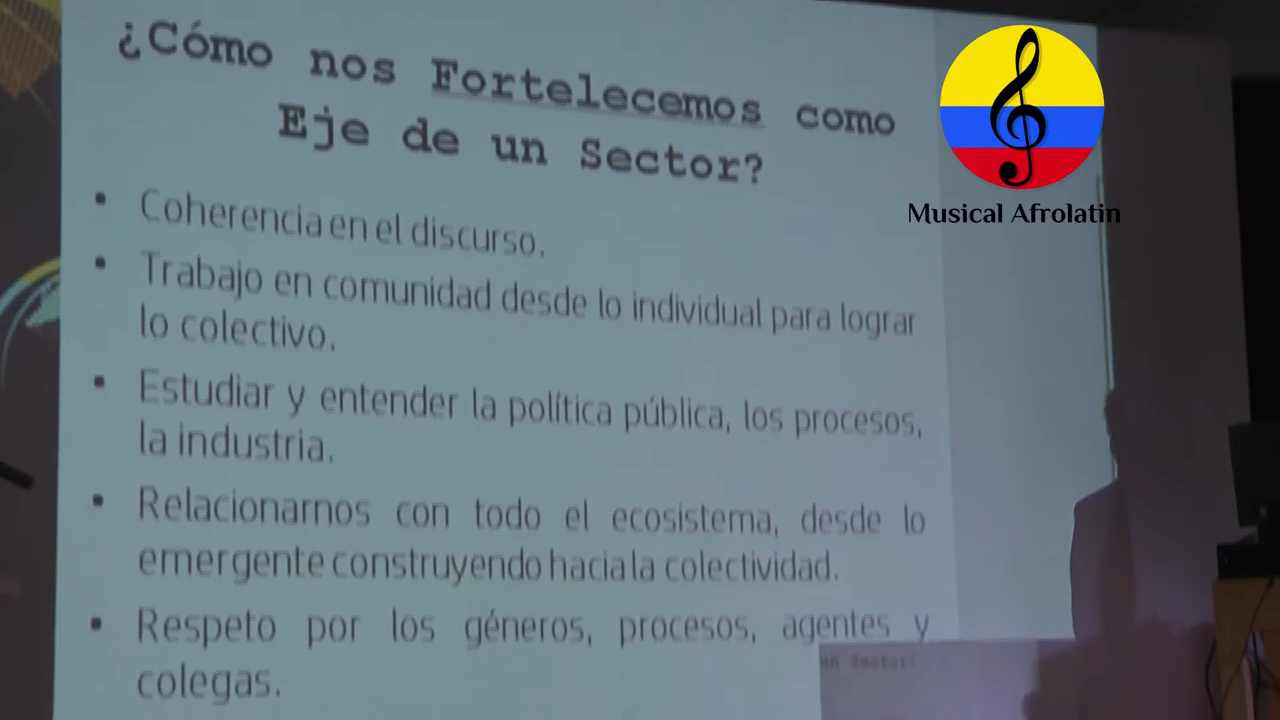 ¿Cómo nos Fortelecemos como
Eje de un Sector?
Musical Afrolatin
• Coherencia en el discurso.
• Trabajo en comunidad desde lo individual para lograr
lo colectivo.
• Estudiar y entender la política pública, los procesos,
la industria.
• Relacionarnos con todo el ecosistema, desde lo
emergente construyendo hacia la colectividad.
• Respeto por los géneros, procesos, agentes y
colegas.
un Sector?